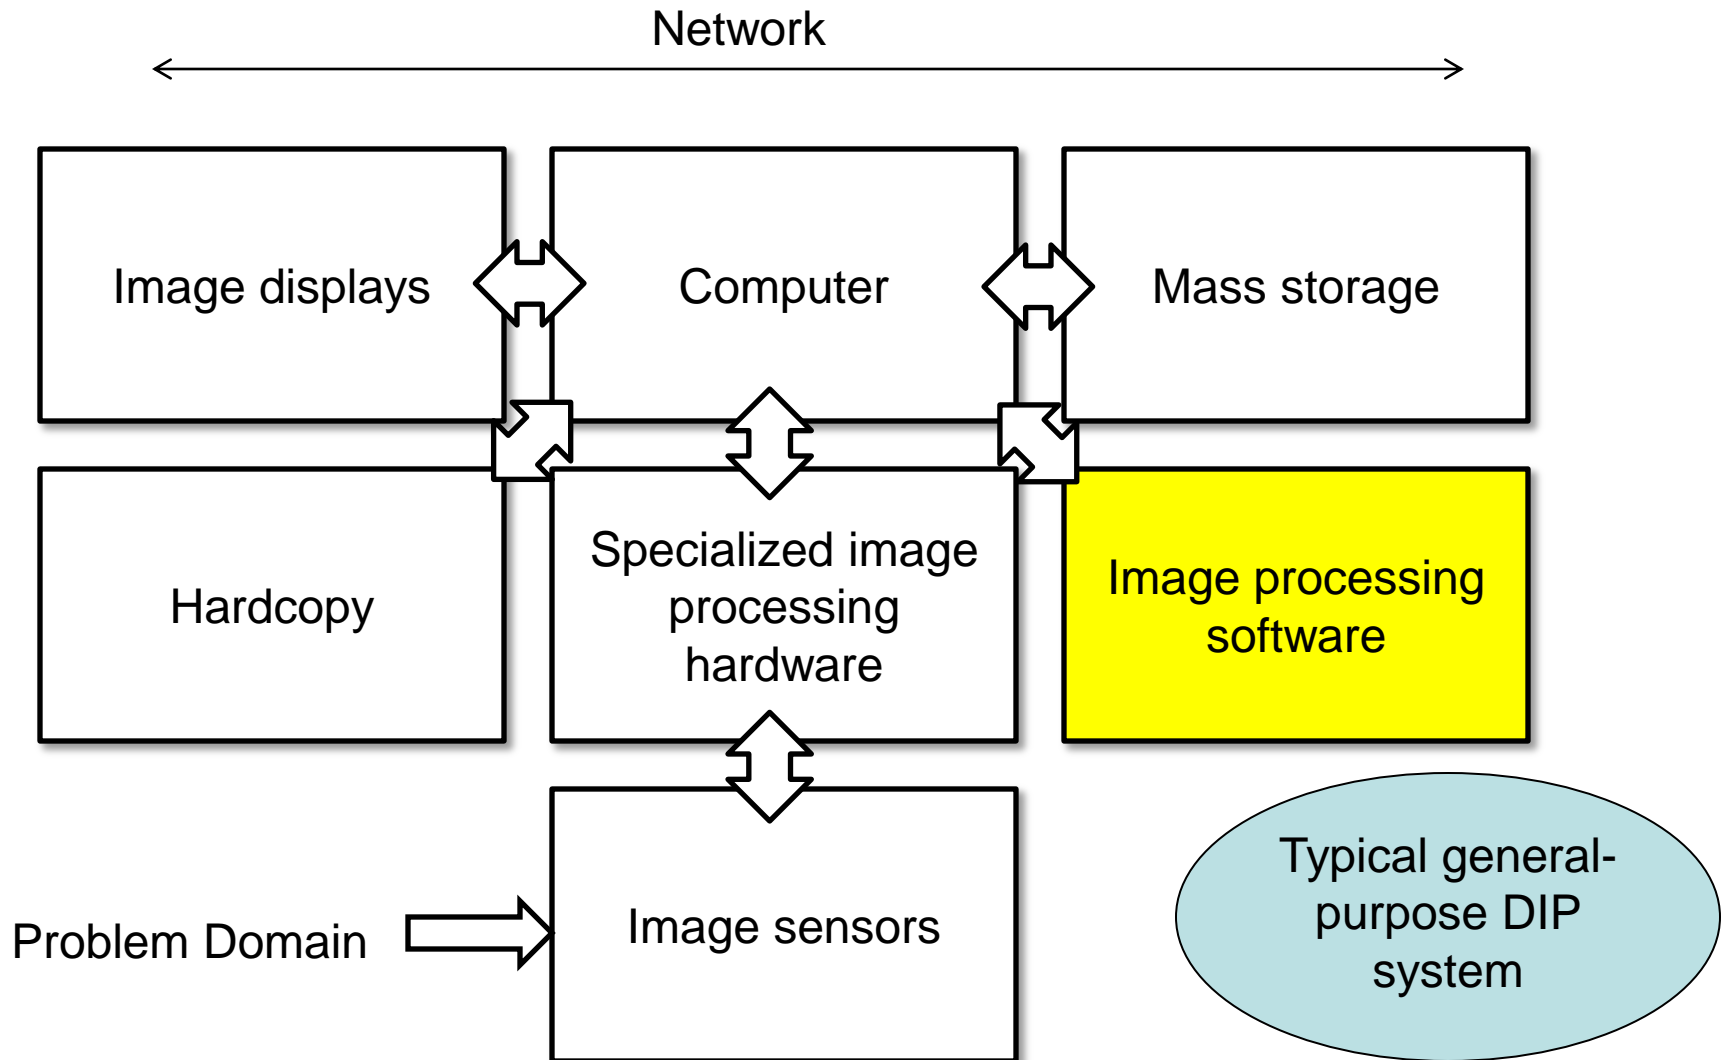 Network
Image displays
Computer
Mass storage
Hardcopy
Specialized image
processing
hardware
Image processing
software
Problem Domain
Image sensors
Typical general-
purpose DIP
system